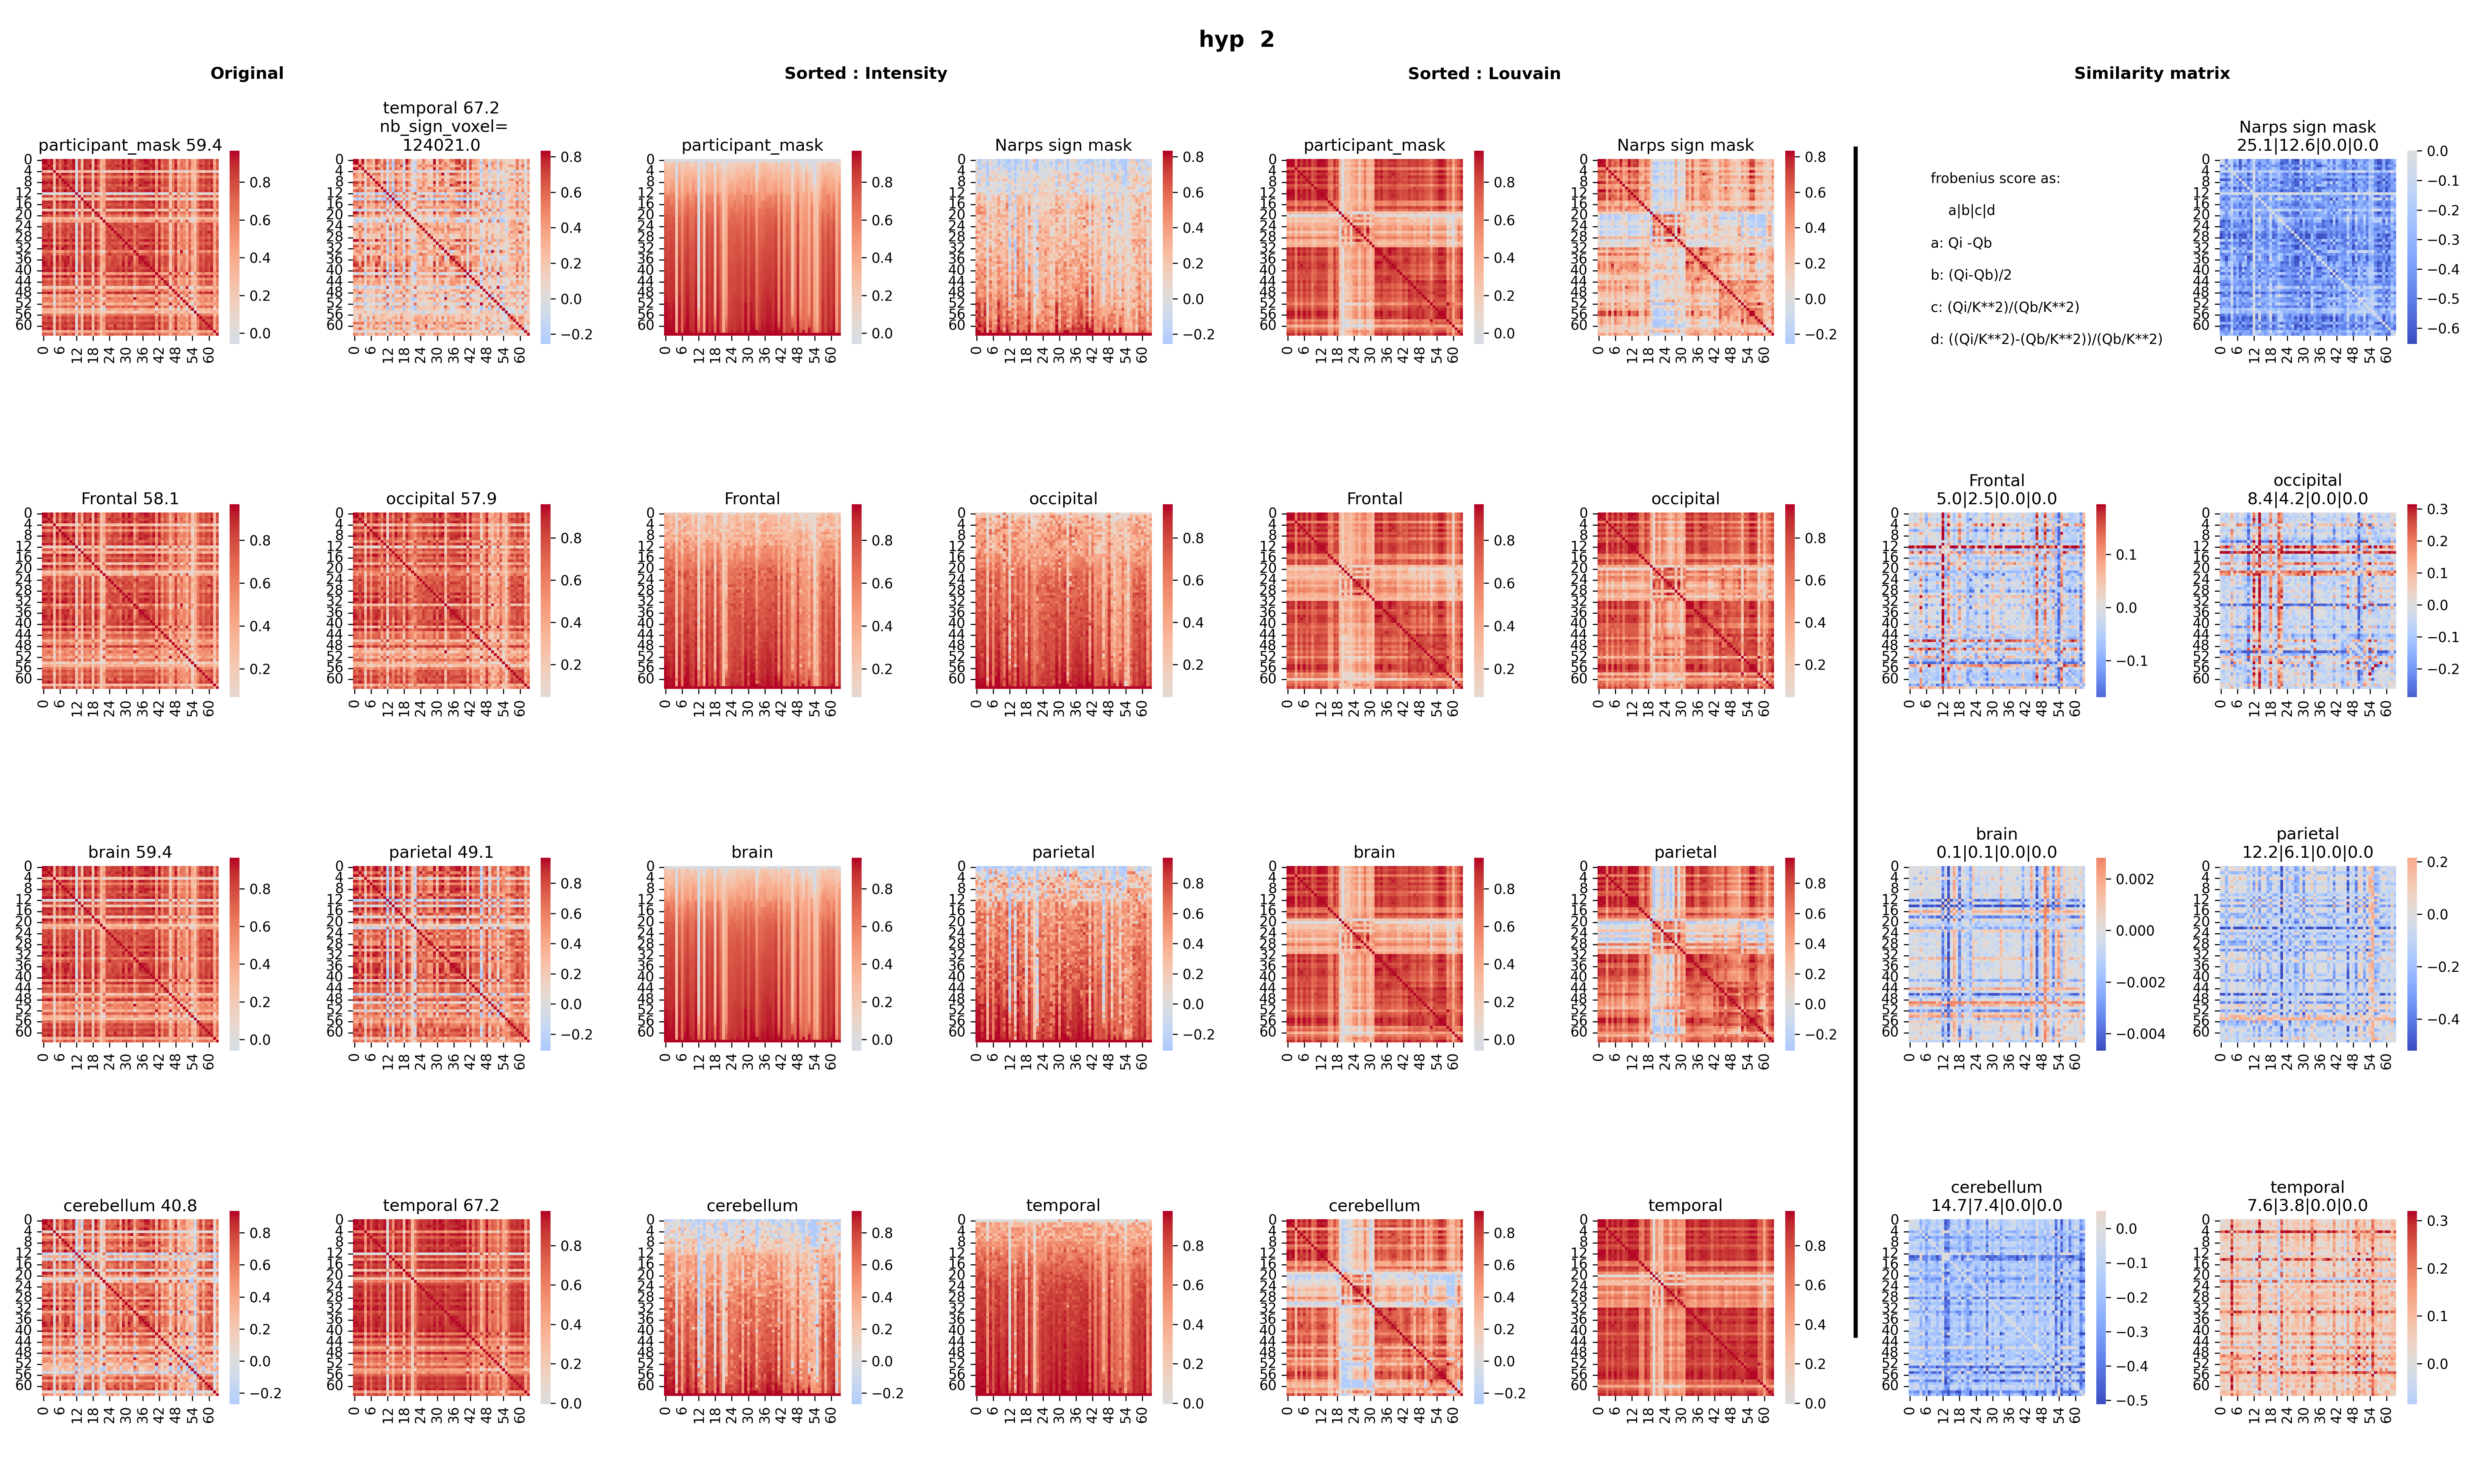 hyp  2
Original
Sorted : Intensity
Sorted : Louvain
Similarity matrix
participant_mask 59.4
temporal 67.2
nb_sign_voxel=
124021.0
participant_mask
Narps sign mask
participant_mask
Narps sign mask
frobenius score as:
a|b|c|d
a: Qi -Qb
b: (Qi-Qb)/2
c: (Qi/K**2)/(Qb/K**2)
d: ((Qi/K**2)-(Qb/K**2))/(Qb/K**2)
Narps sign mask
25.1|12.6|0.0|0.0
Frontal 58.1
occipital 57.9
Frontal
occipital
Frontal
occipital
Frontal
5.0|2.5|0.0|0.0
occipital
8.4|4.2|0.0|0.0
brain 59.4
parietal 49.1
brain
parietal
brain
parietal
brain
0.1|0.1|0.0|0.0
parietal
12.2|6.1|0.0|0.0
cerebellum 40.8
temporal 67.2
cerebellum
temporal
cerebellum
temporal
cerebellum
14.7|7.4|0.0|0.0
temporal
7.6|3.8|0.0|0.0